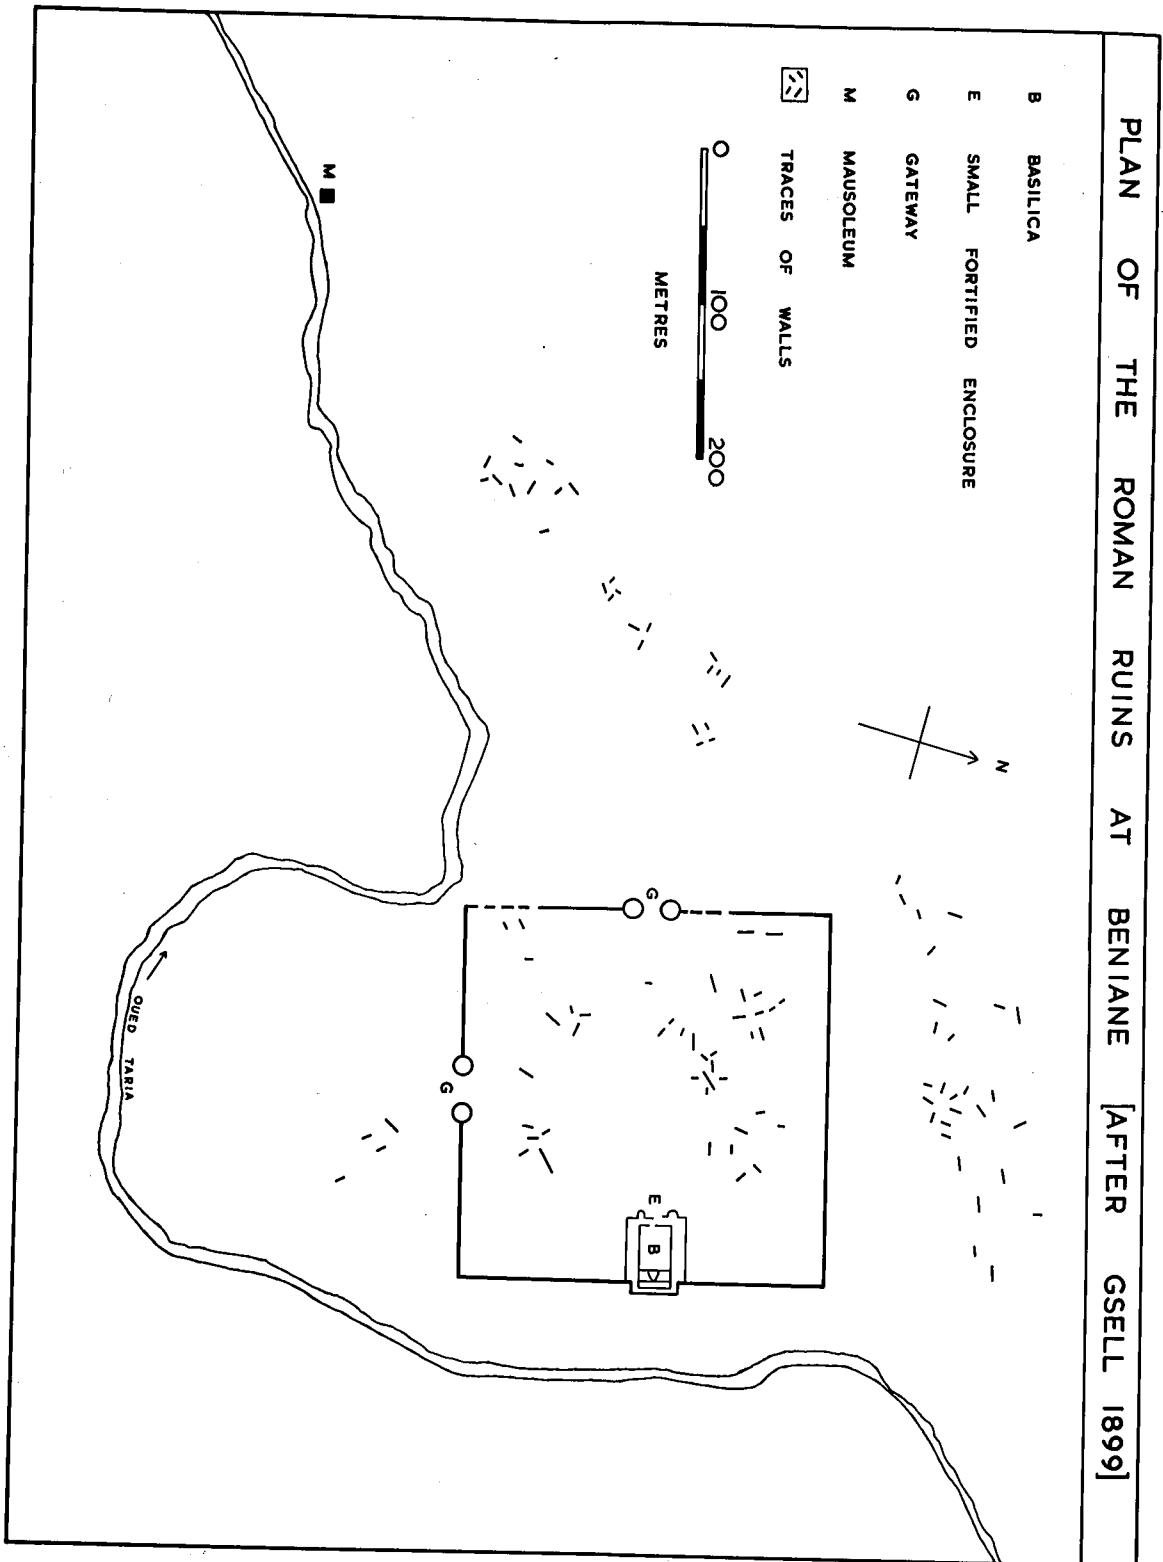 PLAN OF THE ROMAN RUINS AT BENIANE [AFTER GSELL 1899]
B BASILICA
E SMALL FORTIFIED ENCLOSURE
G GATEWAY
M MAUSOLEUM
TRACES OF WALLS
0 100 200
METRES
N
M
G
G
E
B
OUED TARIA